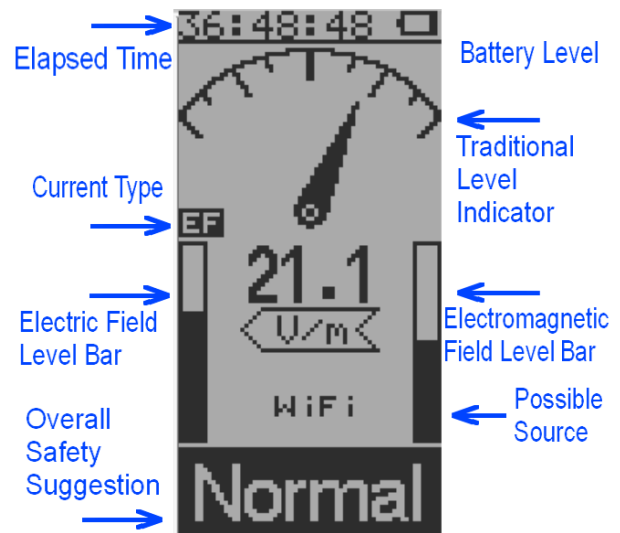 36:48:48
Elapsed Time
Battery Level
Traditional
Level
Indicator
Current Type
EF
21.1
V/m
Electric Field
Level Bar
Electromagnetic
Field Level Bar
WiFi
Possible
Source
Overall
Safety
Suggestion
Normal